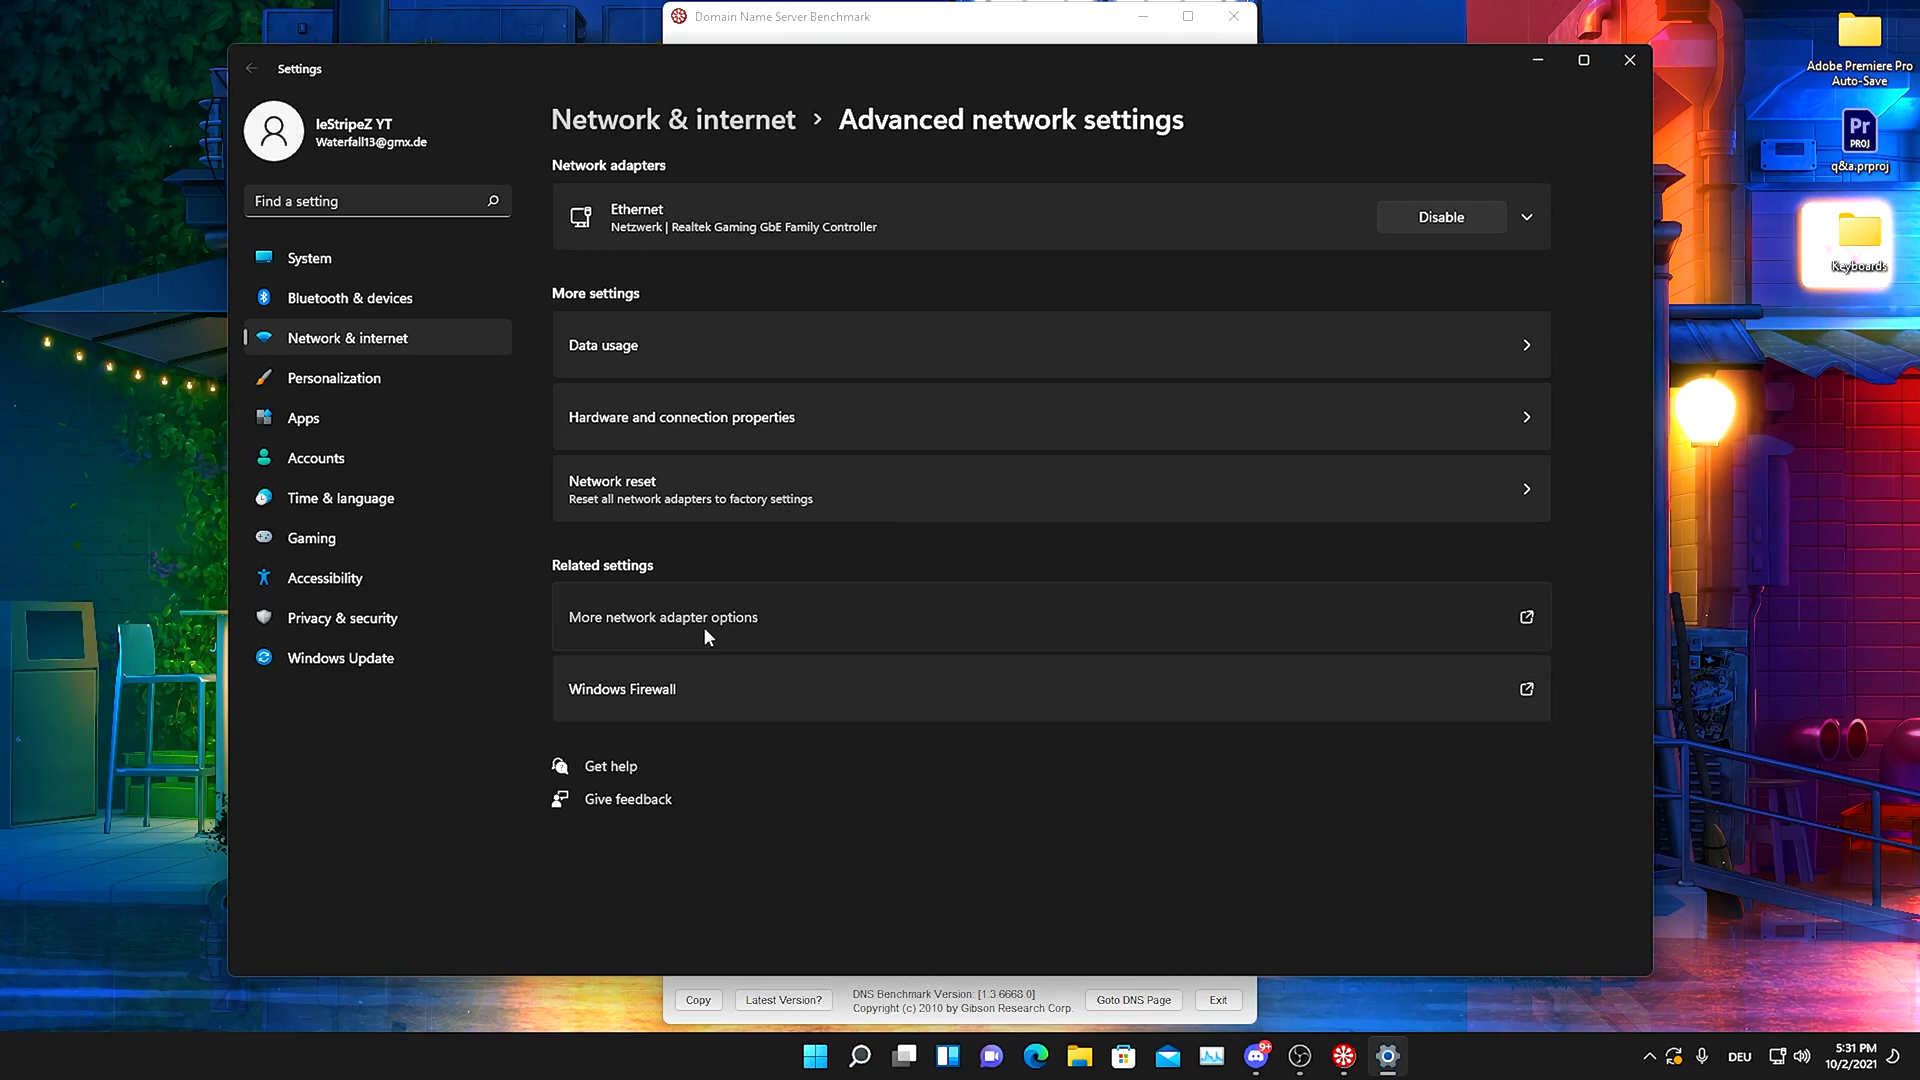 Domain Name Server Benchmark
Settings
leStripeZ YT
Waterfall13@gmx.de
Find a setting
System
Bluetooth & devices
Network & internet
Personalization
Apps
Accounts
Time & language
Gaming
Accessibility
Privacy & security
Windows Update
Network & internet > Advanced network settings
Network adapters
Ethernet
Netzwerk | Realtek Gaming GbE Family Controller
Disable
More settings
Data usage
Hardware and connection properties
Network reset
Reset all network adapters to factory settings
Related settings
More network adapter options
Windows Firewall
Get help
Give feedback
Adobe Premiere Pro
Auto-Save
Pr
PROJ
q&a.prproj
Keyboards
Copy
Latest Version?
DNS Benchmark Version: [1.3.6668.0]
Copyright (c) 2010 by Gibson Research Corp.
Goto DNS Page
Exit
9+
DEU
5:31 PM
10/2/2021